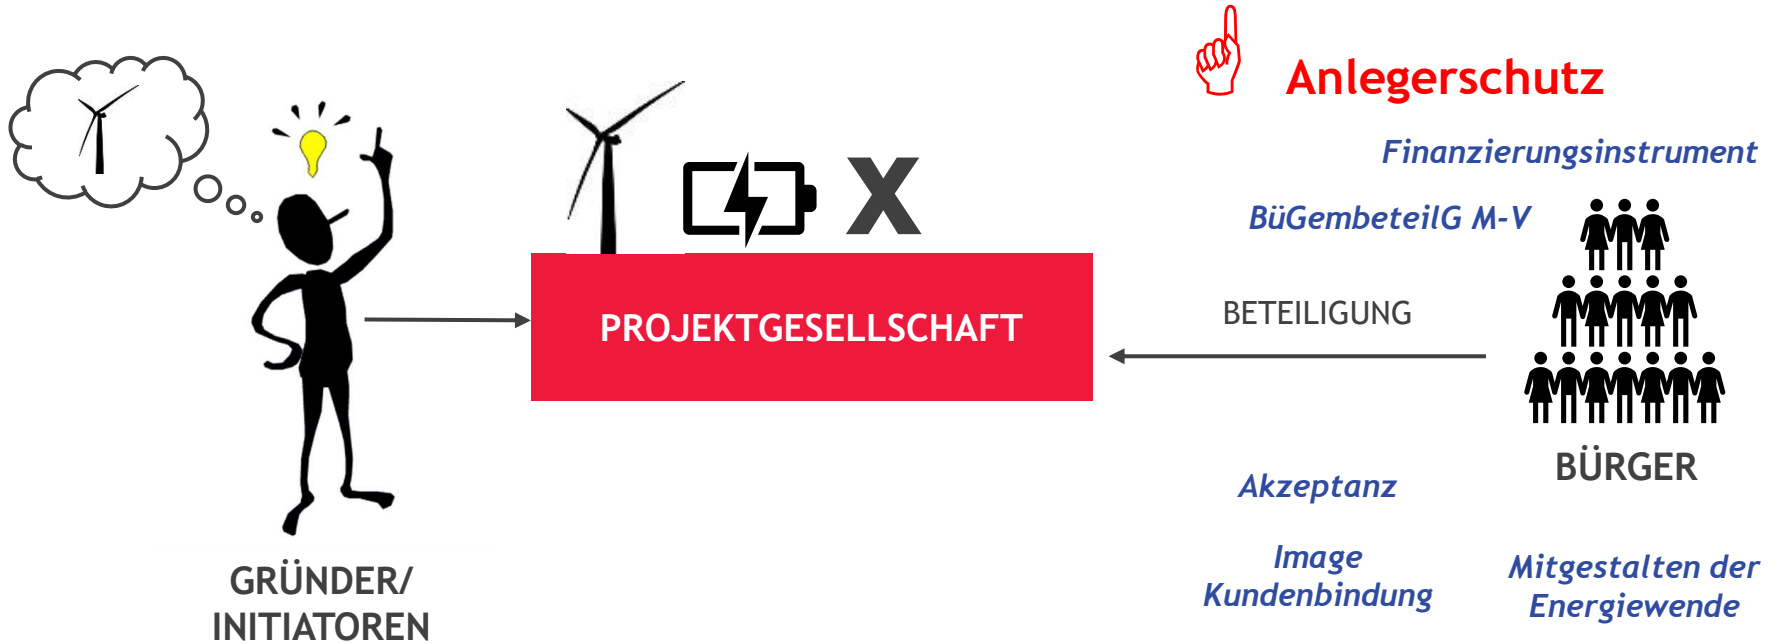 Anlegerschutz
Finanzierungsinstrument
BüGembeteilG M-V
X
PROJEKTGESELLSCHAFT
BETEILIGUNG
BÜRGER
Akzeptanz
Image
Kundenbindung
Mitgestalten der
Energiewende
GRÜNDER/
INITIATOREN